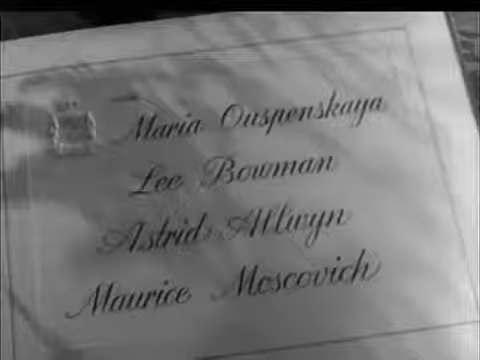 Maria Ouspenskaya
Lee Bowman
Astrid Allwyn
Maurice Moscovich